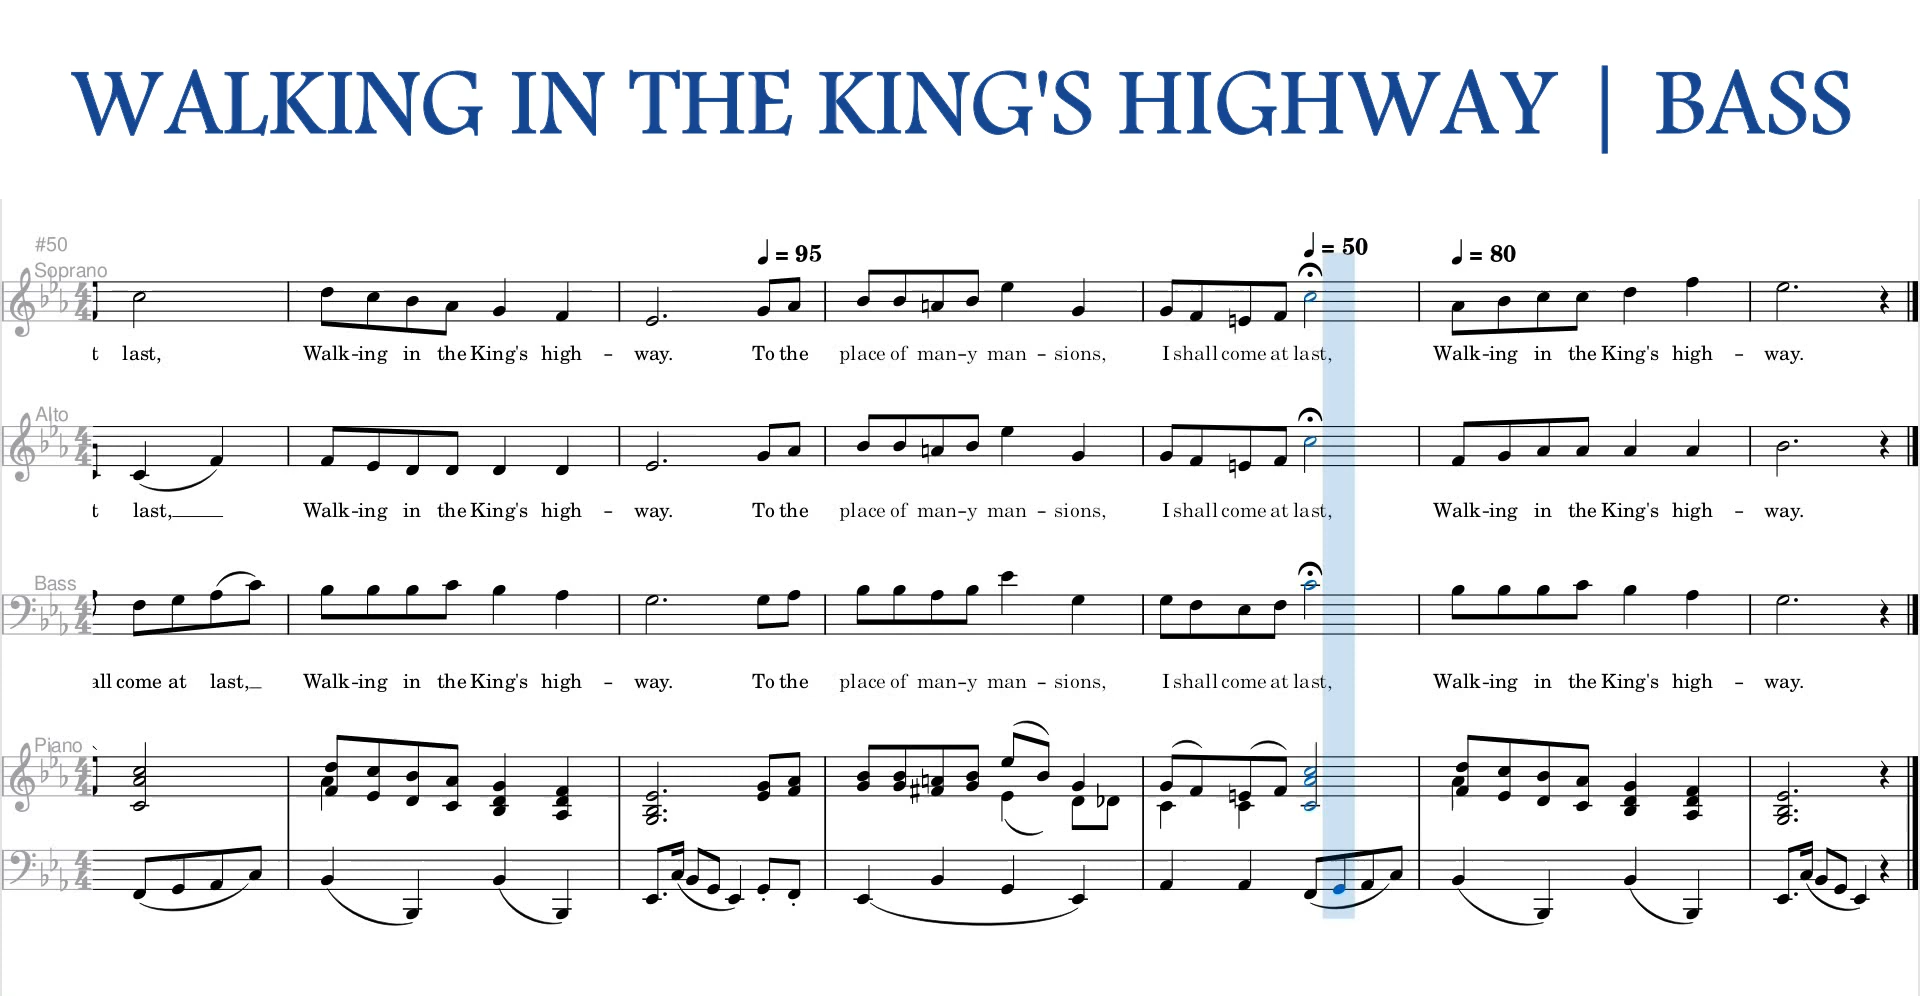 WALKING IN THE KING'S HIGHWAY | BASS
#50
♩ = 95 ♩ = 50 ♩ = 80
Soprano
t last, Walk-ing in the King's high - way. To the place of man-y man - sions, I shall come at last, Walk-ing in the King's high - way.
Alto
t last, Walk-ing in the King's high - way. To the place of man-y man - sions, I shall come at last, Walk-ing in the King's high - way.
Bass
all come at last, Walk-ing in the King's high - way. To the place of man-y man - sions, I shall come at last, Walk-ing in the King's high - way.
Piano